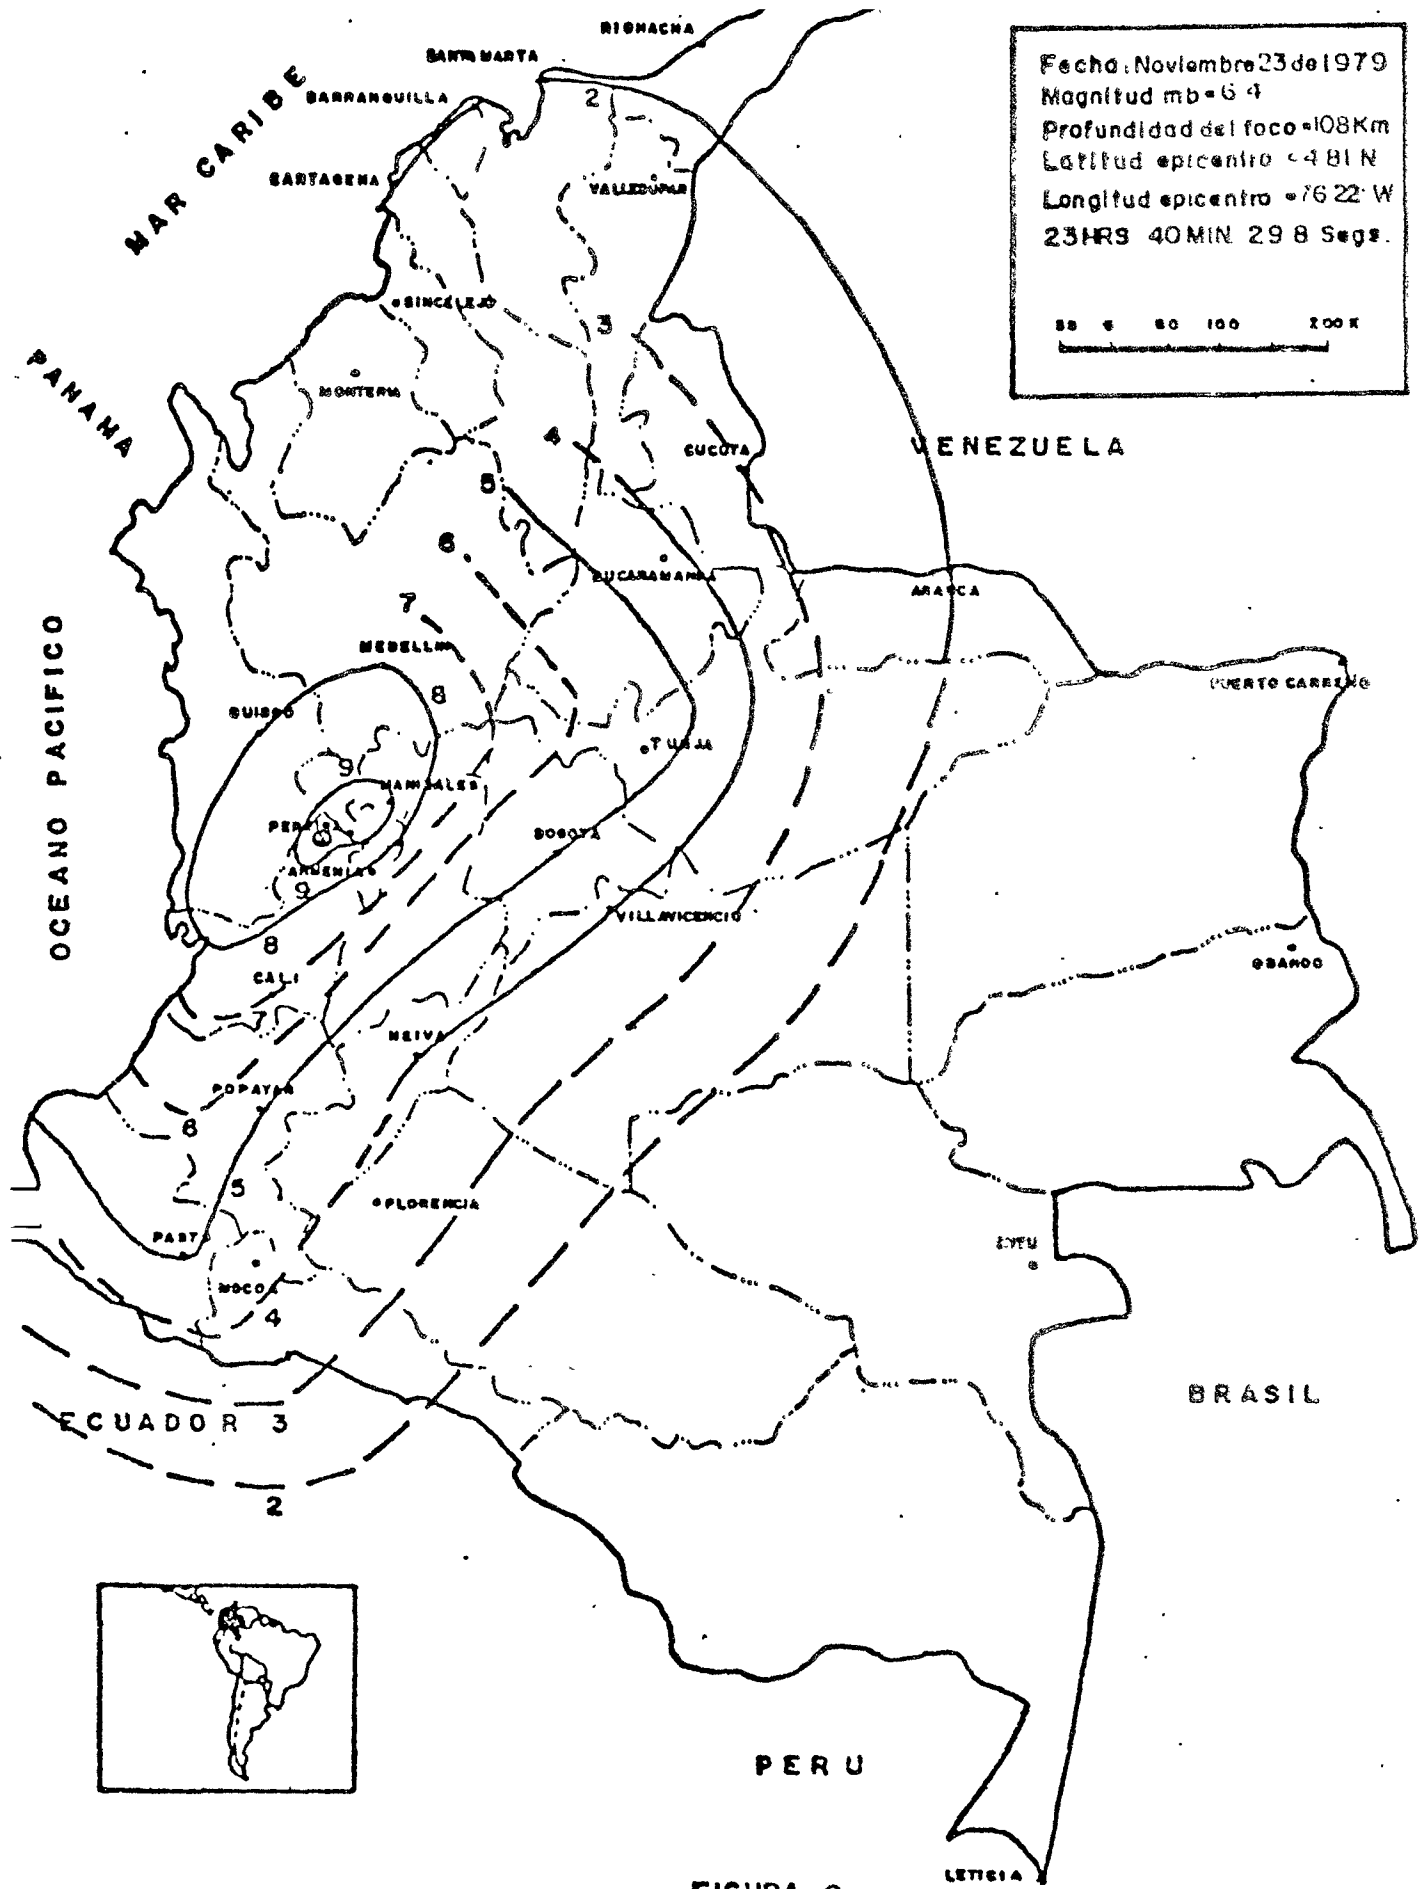 RIOHACHA
SANTA MARTA
BARRANQUILLA
MAR CARIBE
CARTAGENA
VALLEDUPAR
2
Fecha: Noviembre 23 de 1979
Magnitud mb = 6 4
Profundidad del foco = 108 Km
Latitud epicentro = 4 81 N
Longitud epicentro = 76 22' W
23 HRS 40 MIN 29 8 Segs.
50 100 200 K
SINCELEJO
3
PANAMA
MONTERIA
4
CUCUTA
VENEZUELA
5
6
BUCARAMANGA
ARAUCA
7
MEDELLIN
OCEANO PACIFICO
8
QUIBDO
PUERTO CARREÑO
TUNJA
9
MANIZALES
PEREIRA
BOGOTA
ARMENIA
9
VILLAVICENCIO
8
CALI
OBANDO
7
NEIVA
POPAYAN
6
5
FLORENCIA
PASTO
MITU
MOCOA
4
ECUADOR 3
BRASIL
2
PERU
LETICIA
FIGURA